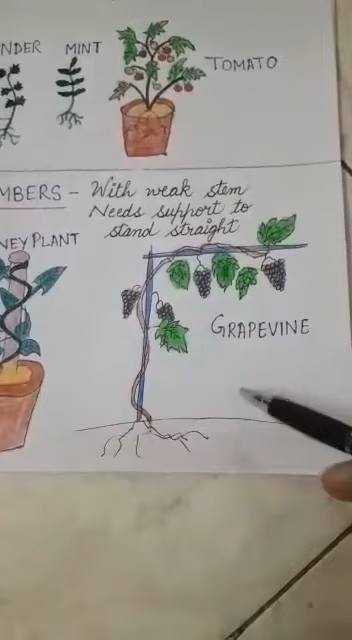 NDER MINT
TOMATO
MBERS - With weak stem
Needs support to
stand straight
NEY PLANT
GRAPEVINE